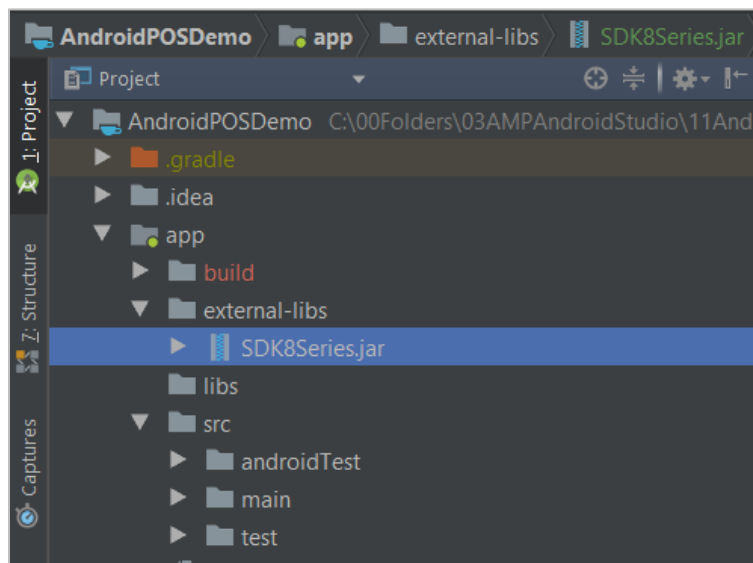 AndroidPOSDemo app external-libs SDK8Series.jar
Project
AndroidPOSDemo C:\00Folders\03AMPAndroidStudio\11And
.gradle
.idea
app
build
external-libs
SDK8Series.jar
libs
src
androidTest
main
test
1: Project
Z: Structure
Captures